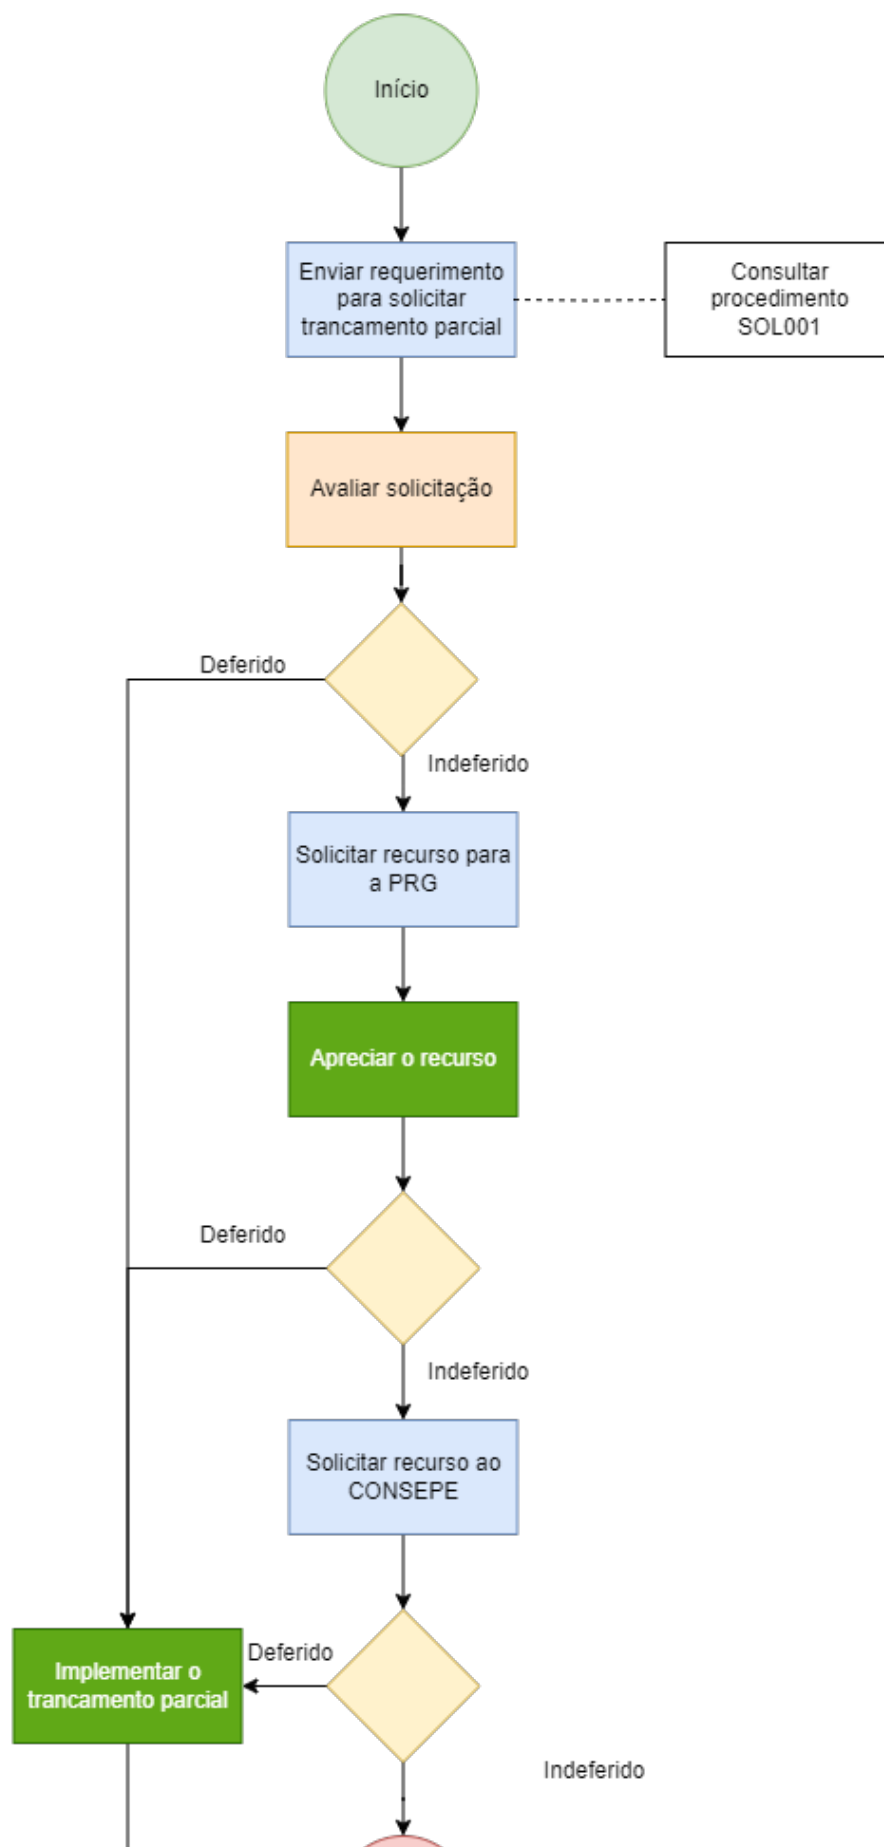 Início
Enviar requerimento
para solicitar
trancamento parcial
Consultar
procedimento
SOL001
Avaliar solicitação
Deferido
Indeferido
Solicitar recurso para
a PRG
Apreciar o recurso
Deferido
Indeferido
Solicitar recurso ao
CONSEPE
Deferido
Implementar o
trancamento parcial
Indeferido